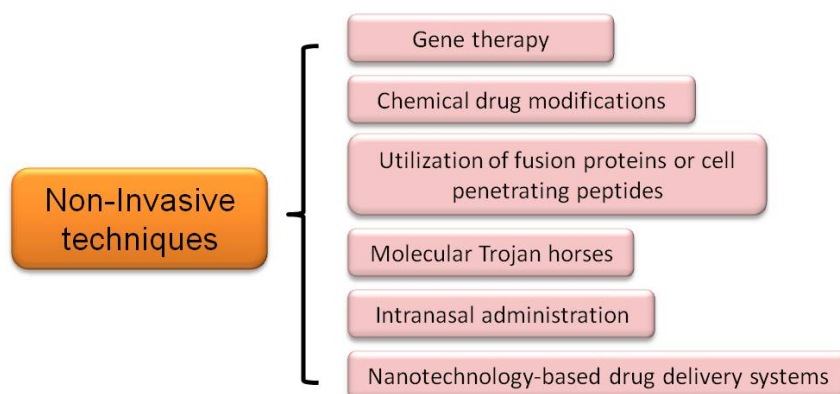 Non-Invasive
techniques
Gene therapy
Chemical drug modifications
Utilization of fusion proteins or cell
penetrating peptides
Molecular Trojan horses
Intranasal administration
Nanotechnology-based drug delivery systems